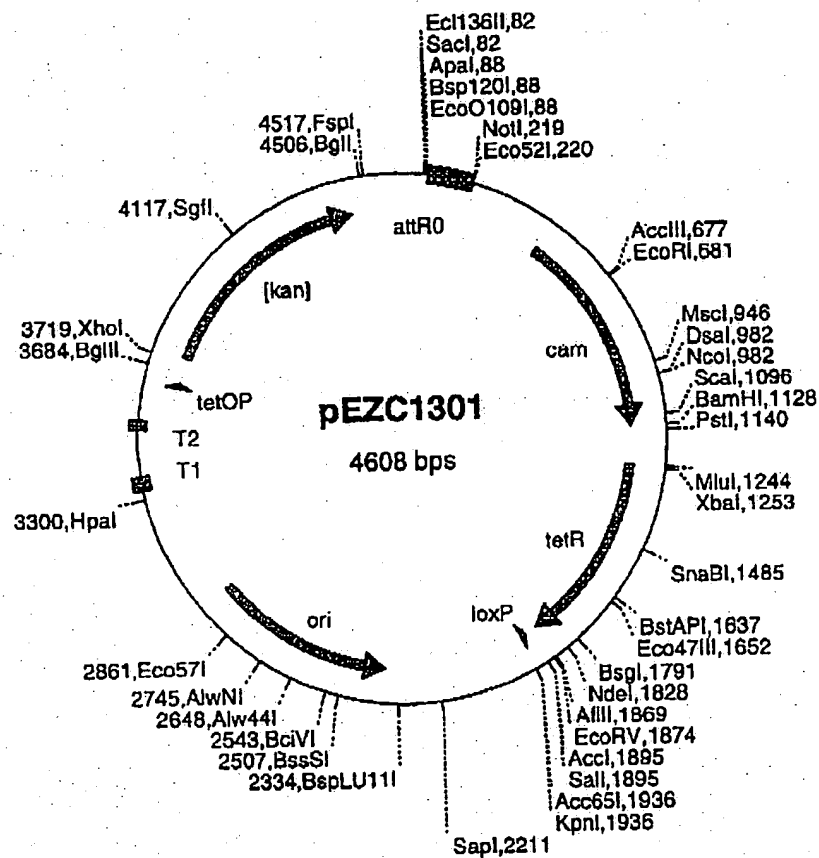 Ecl136II,82
SacI,82
ApaI,88
Bsp120I,88
EcoO109I,88
NotI,219
Eco52I,220
4517,FspI
4506,BglI
4117,SgfI
attR0
AccIII,677
EcoRI,681
[kan]
cam
MscI,946
DsaI,982
NcoI,982
ScaI,1096
BamHI,1128
PstI,1140
3719,XhoI
3684,BglII
tetOP
pEZC1301
4608 bps
T2
T1
MluI,1244
XbaI,1253
3300,HpaI
tetR
SnaBI,1485
loxP
ori
BstAPI,1637
Eco47III,1652
BsgI,1791
NdeI,1828
AflII,1869
EcoRV,1874
AccI,1895
SalI,1895
Acc65I,1936
KpnI,1936
2861,Eco57I
2745,AlwNI
2648,Alw44I
2543,BciVI
2507,BssSI
2334,BspLU11I
SapI,2211